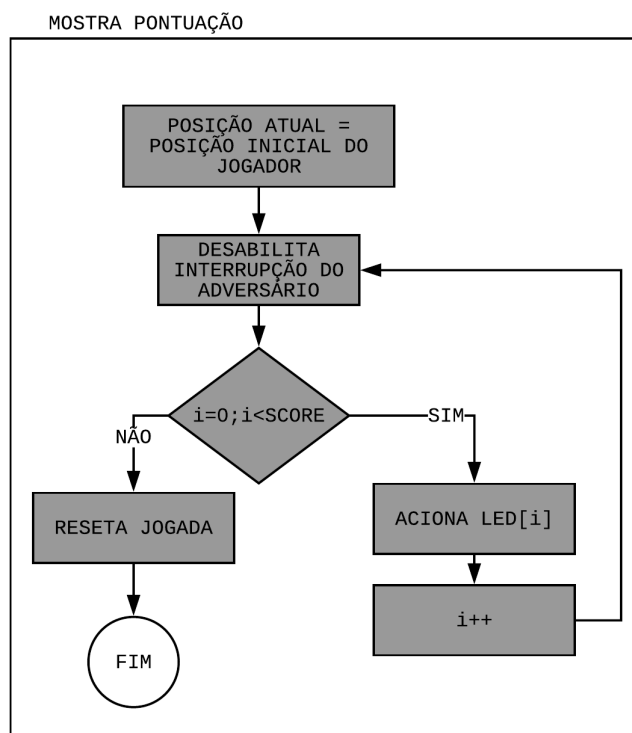 MOSTRA PONTUAÇÃO
POSIÇÃO ATUAL =
POSIÇÃO INICIAL DO
JOGADOR
DESABILITA
INTERRUPÇÃO DO
ADVERSÁRIO
i=0;i<SCORE
NÃO
SIM
RESETA JOGADA
ACIONA LED[i]
i++
FIM